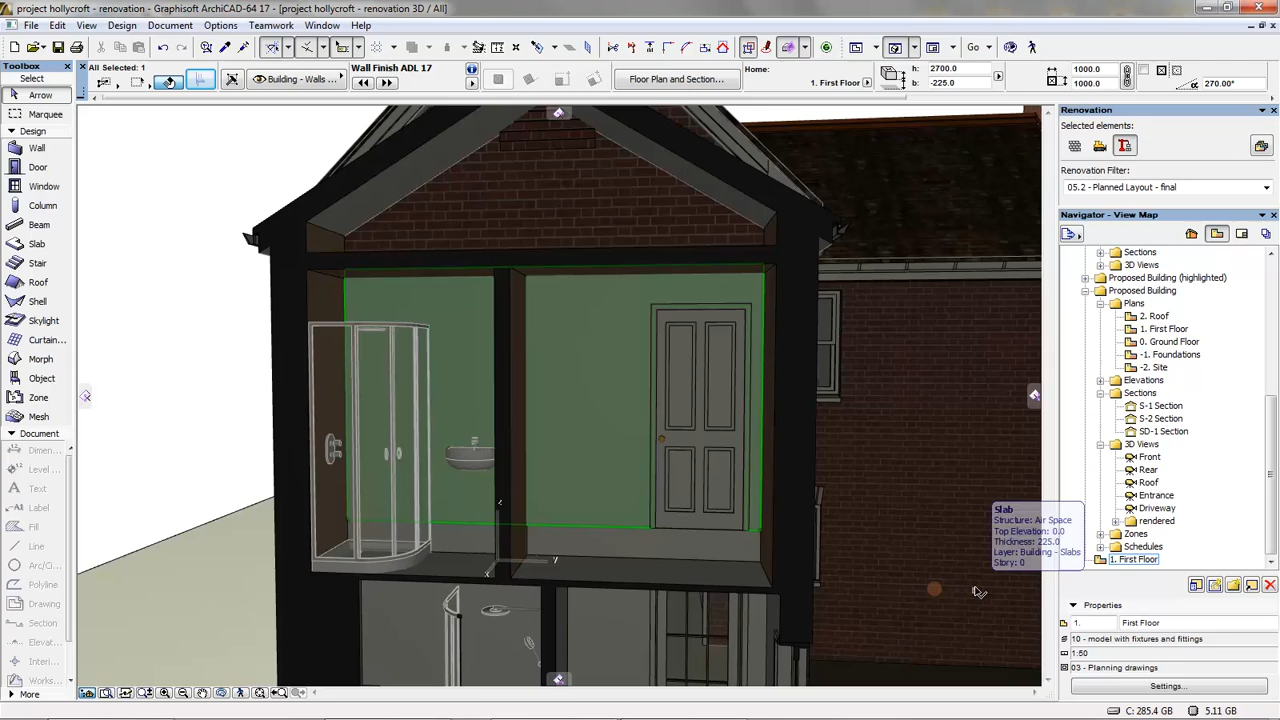 project hollycroft - renovation - Graphisoft ArchiCAD-64 17 - [project hollycroft - renovation 3D / All]
File Edit View Design Document Options Teamwork Window Help
Go
Toolbox
Select
Arrow
Marquee
Design
Wall
Door
Window
Column
Beam
Slab
Stair
Roof
Shell
Skylight
Curtain...
Morph
Object
Zone
Mesh
Document
Dimen...
Level ...
Text
Label
Fill
Line
Arc/Ci...
Polyline
Drawing
Section
Elevat...
Interi...
Works...
More
All Selected: 1
Building - Walls ...
Wall Finish ADL 17
Floor Plan and Section...
Home:
1. First Floor
h: 2700.0
b: -225.0
1000.0
1000.0
270.00°
z
y
x
Slab
Structure: Air Space
Top Elevation: 0.0
Thickness: 225.0
Layer: Building - Slabs
Story: 0
Renovation
Selected elements:
Renovation Filter:
05.2 - Planned Layout - final
Navigator - View Map
Sections
3D Views
Proposed Building (highlighted)
Proposed Building
Plans
2. Roof
1. First Floor
0. Ground Floor
-1. Foundations
-2. Site
Elevations
Sections
S-1 Section
S-2 Section
SD-1 Section
3D Views
Front
Rear
Roof
Entrance
Driveway
rendered
Zones
Schedules
1. First Floor
Properties
1. First Floor
10 - model with fixtures and fittings
1:50
03 - Planning drawings
Settings...
C: 285.4 GB
5.11 GB